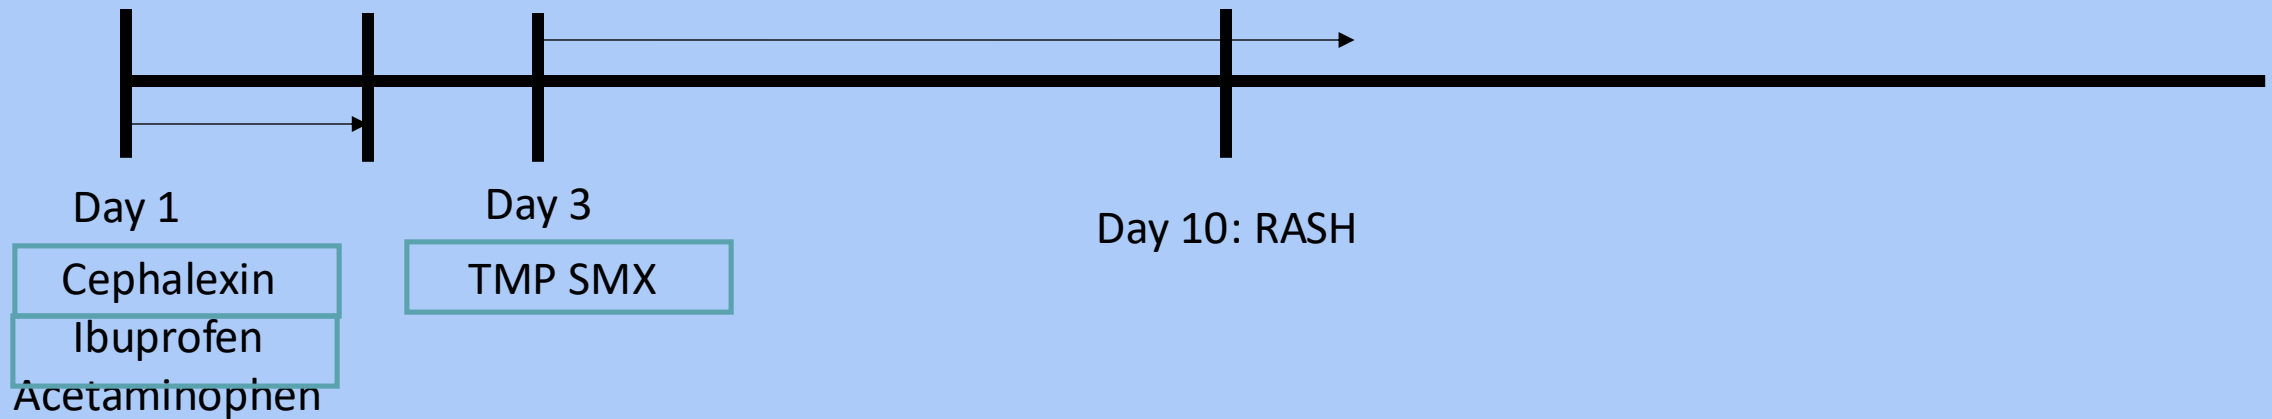 Day 1
Cephalexin
Ibuprofen
Acetaminophen
Day 3
TMP SMX
Day 10: RASH